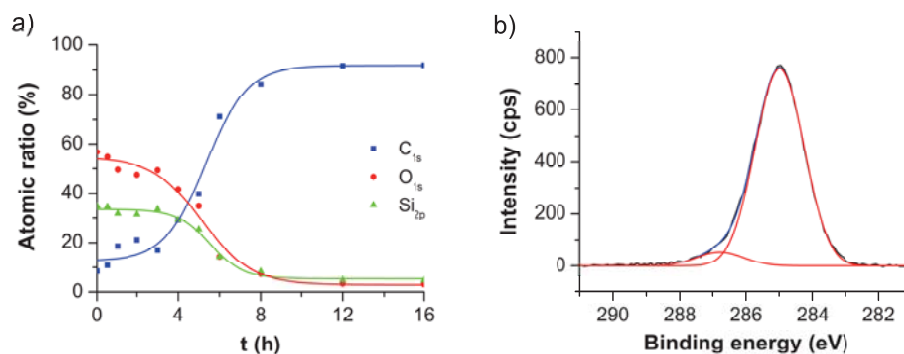 a)
Atomic ratio (%)
100
80
60
40
20
0
0 4 8 12 16
t (h)
C1s
O1s
Si2p
b)
Intensity (cps)
800
600
400
200
0
290 288 286 284 282
Binding energy (eV)